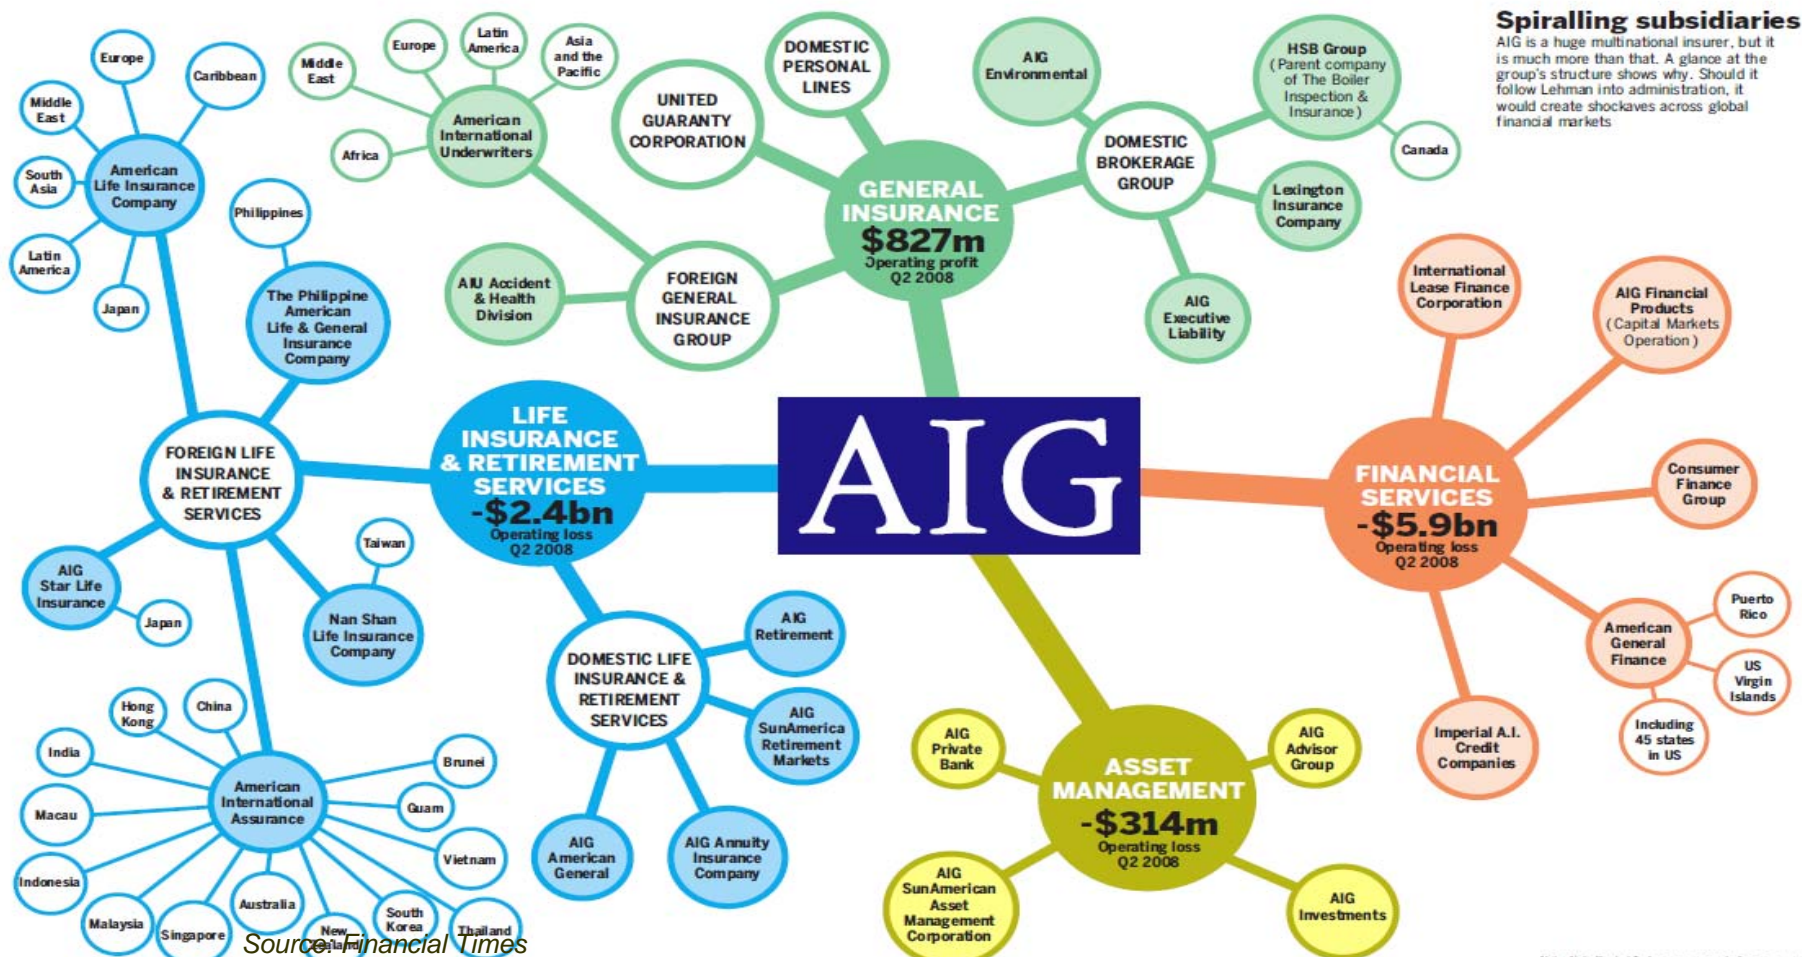 Spiralling subsidiaries
AIG is a huge multinational insurer, but it
is much more than that. A glance at the
group's structure shows why. Should it
follow Lehman into administration, it
would create shockaves across global
financial markets
AIG
GENERAL
INSURANCE
$827m
Operating profit
Q2 2008
UNITED
GUARANTY
CORPORATION
DOMESTIC
PERSONAL
LINES
DOMESTIC
BROKERAGE
GROUP
AIG
Environmental
HSB Group
(Parent company
of The Boiler
Inspection &
Insurance)
Canada
Lexington
Insurance
Company
AIG
Executive
Liability
FOREIGN
GENERAL
INSURANCE
GROUP
AIU Accident
& Health
Division
American
International
Underwriters
Africa
Middle
East
Europe
Latin
America
Asia
and the
Pacific
LIFE
INSURANCE
& RETIREMENT
SERVICES
-$2.4bn
Operating loss
Q2 2008
FOREIGN LIFE
INSURANCE
& RETIREMENT
SERVICES
American
Life Insurance
Company
Europe
Caribbean
Middle
East
South
Asia
Latin
America
Japan
Philippines
The Philippine
American
Life & General
Insurance
Company
AIG
Star Life
Insurance
Japan
Taiwan
Nan Shan
Life Insurance
Company
American
International
Assurance
Hong
Kong
China
India
Macau
Indonesia
Malaysia
Singapore
Australia
New
Zealand
South
Korea
Thailand
Vietnam
Guam
Brunei
DOMESTIC LIFE
INSURANCE &
RETIREMENT
SERVICES
AIG
Retirement
AIG
SunAmerica
Retirement
Markets
AIG
American
General
AIG Annuity
Insurance
Company
ASSET
MANAGEMENT
-$314m
Operating loss
Q2 2008
AIG
Private
Bank
AIG
Advisor
Group
AIG
SunAmerican
Asset
Management
Corporation
AIG
Investments
FINANCIAL
SERVICES
-$5.9bn
Operating loss
Q2 2008
International
Lease Finance
Corporation
AIG Financial
Products
(Capital Markets
Operation)
Consumer
Finance
Group
American
General
Finance
Puerto
Rico
US
Virgin
Islands
Including
45 states
in US
Imperial A.I.
Credit
Companies
Source: Financial Times